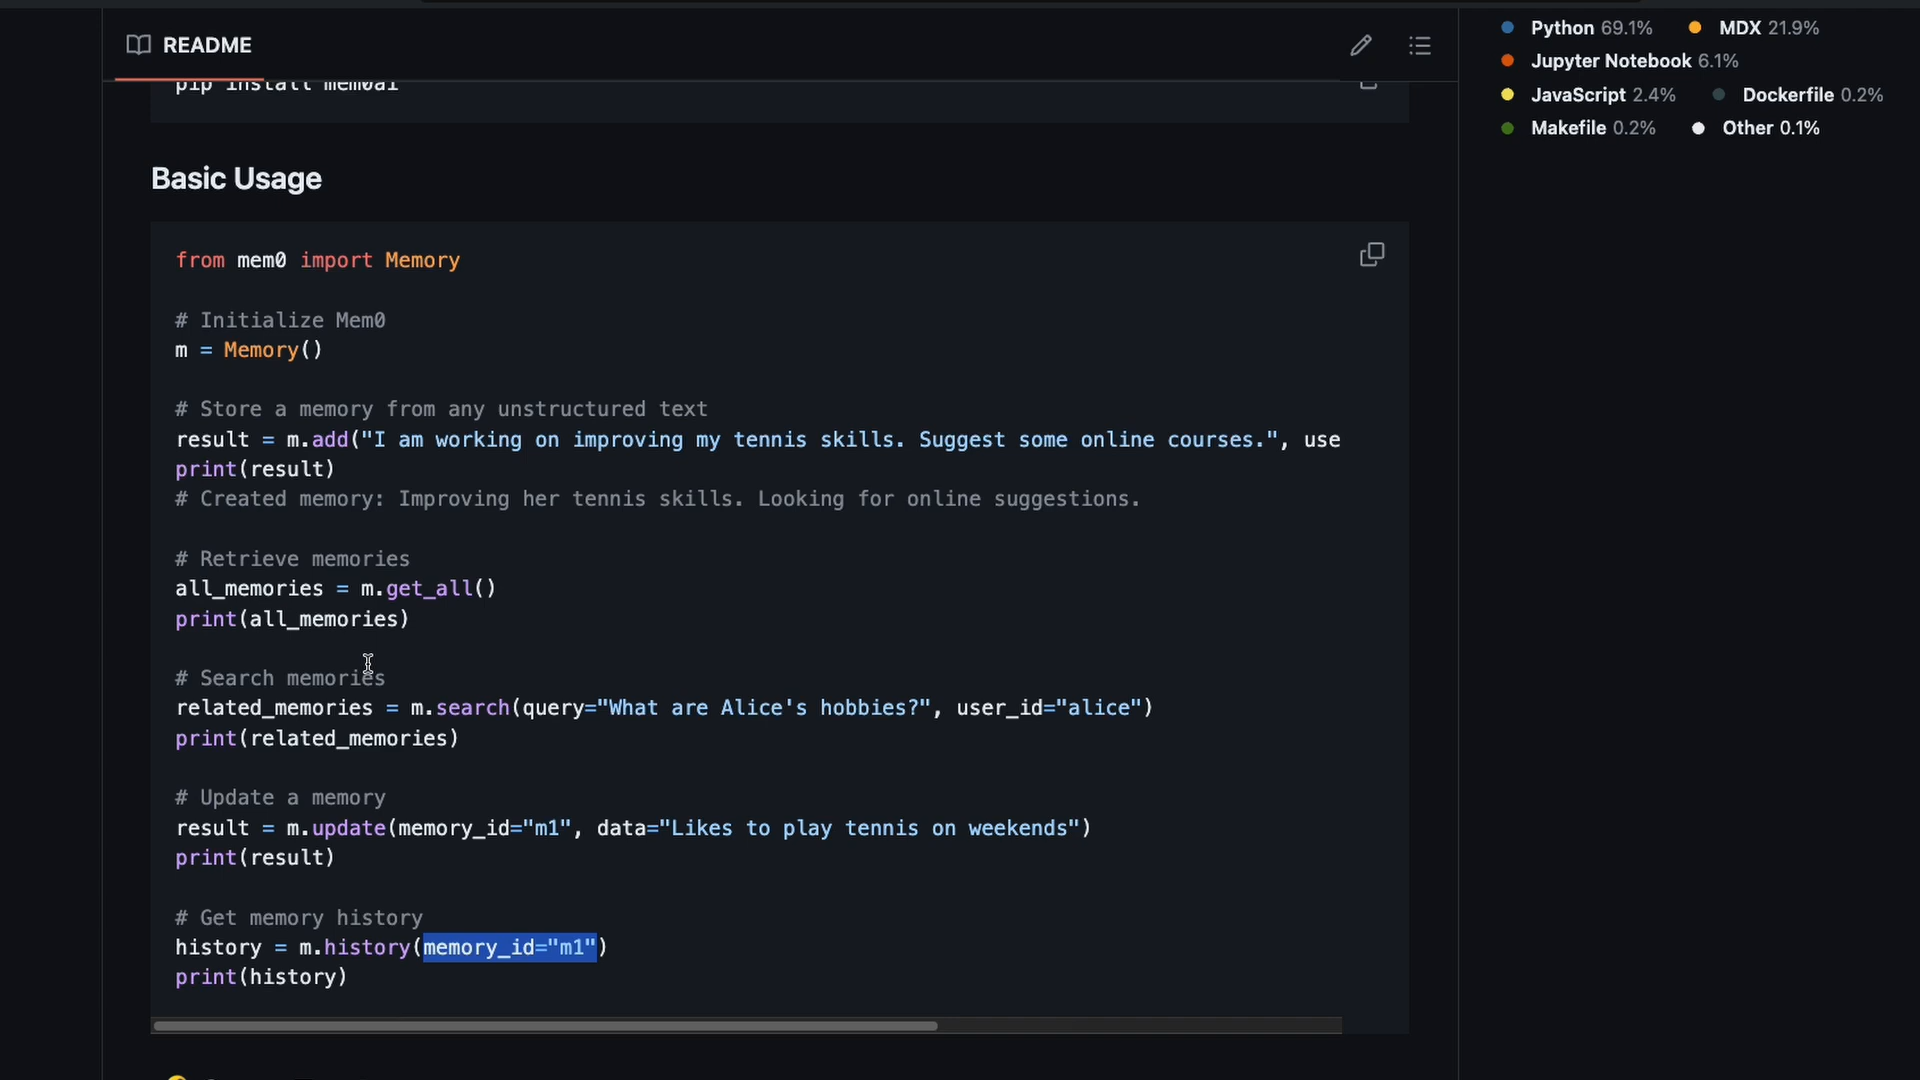 README
pip install mem0ai
Basic Usage
from mem0 import Memory
# Initialize Mem0
m = Memory()
# Store a memory from any unstructured text
result = m.add("I am working on improving my tennis skills. Suggest some online courses.", use
print(result)
# Created memory: Improving her tennis skills. Looking for online suggestions.
# Retrieve memories
all_memories = m.get_all()
print(all_memories)
# Search memories
related_memories = m.search(query="What are Alice's hobbies?", user_id="alice")
print(related_memories)
# Update a memory
result = m.update(memory_id="m1", data="Likes to play tennis on weekends")
print(result)
# Get memory history
history = m.history(memory_id="m1")
print(history)
Python 69.1% MDX 21.9%
Jupyter Notebook 6.1%
JavaScript 2.4% Dockerfile 0.2%
Makefile 0.2% Other 0.1%